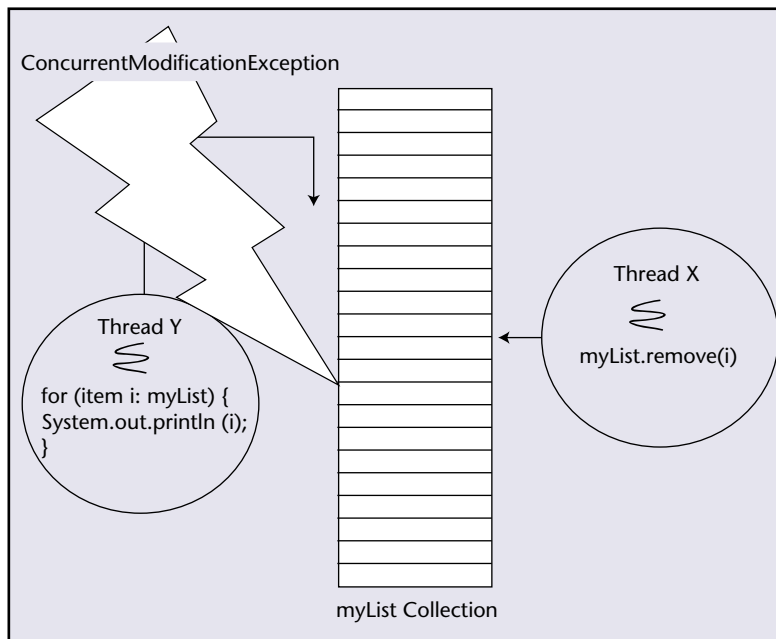 ConcurrentModificationException
Thread Y
for (item i: myList) {
System.out.println (i);
}
Thread X
myList.remove(i)
myList Collection